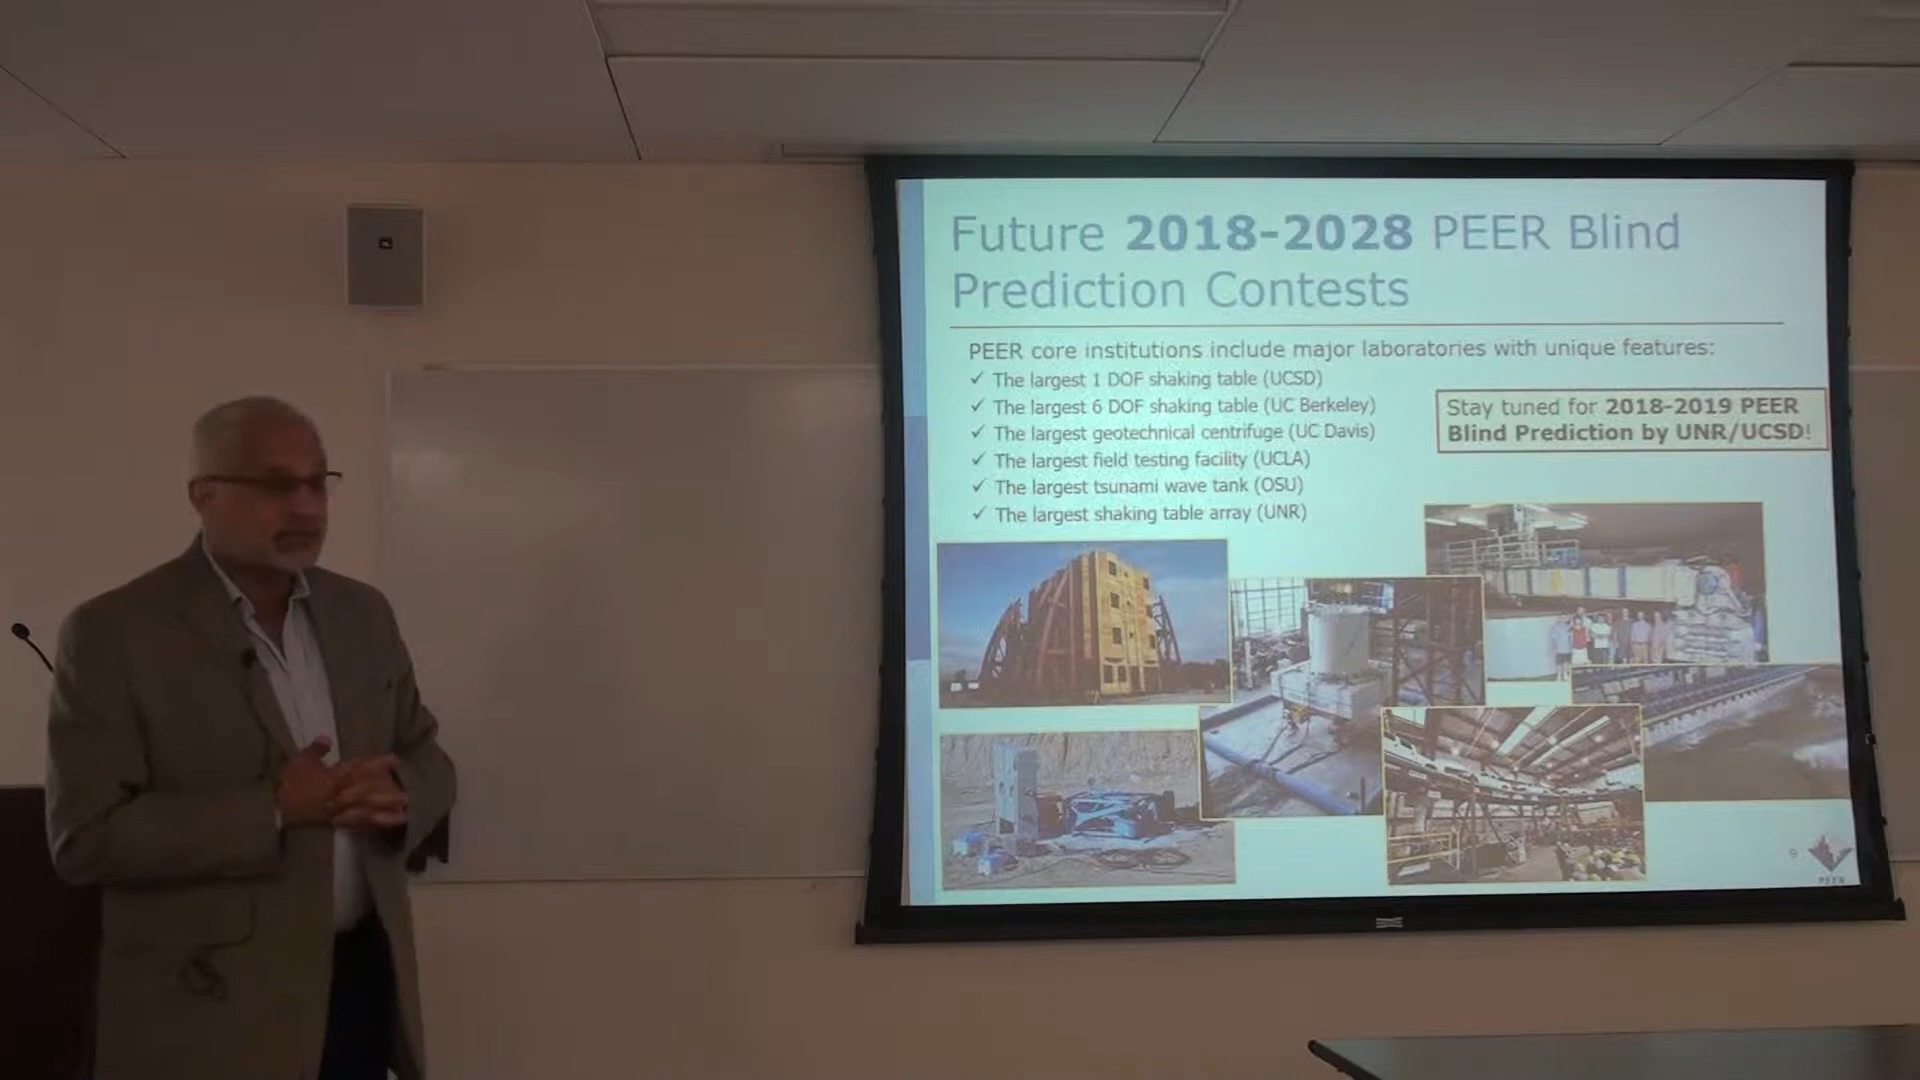 Future 2018-2028 PEER Blind
Prediction Contests
PEER core institutions include major laboratories with unique features:
✓ The largest 1 DOF shaking table (UCSD)
✓ The largest 6 DOF shaking table (UC Berkeley)
✓ The largest geotechnical centrifuge (UC Davis)
✓ The largest field testing facility (UCLA)
✓ The largest tsunami wave tank (OSU)
✓ The largest shaking table array (UNR)
Stay tuned for 2018-2019 PEER
Blind Prediction by UNR/UCSD!
9
PEER